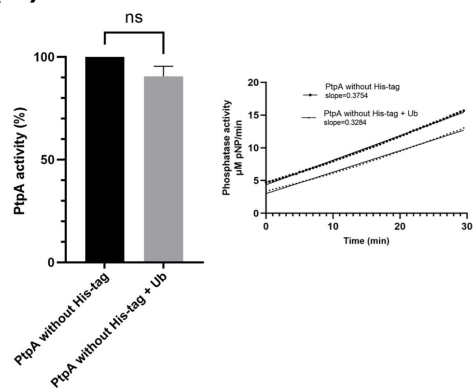 ns
100
50
0
PtpA activity (%)
PtpA without His-tag
PtpA without His-tag + Ub
20
15
10
5
0
Phosphatase activity
µM pNP/min
PtpA without His-tag
slope=0.3754
PtpA without His-tag + Ub
slope=0.3284
0
10
20
30
Time (min)